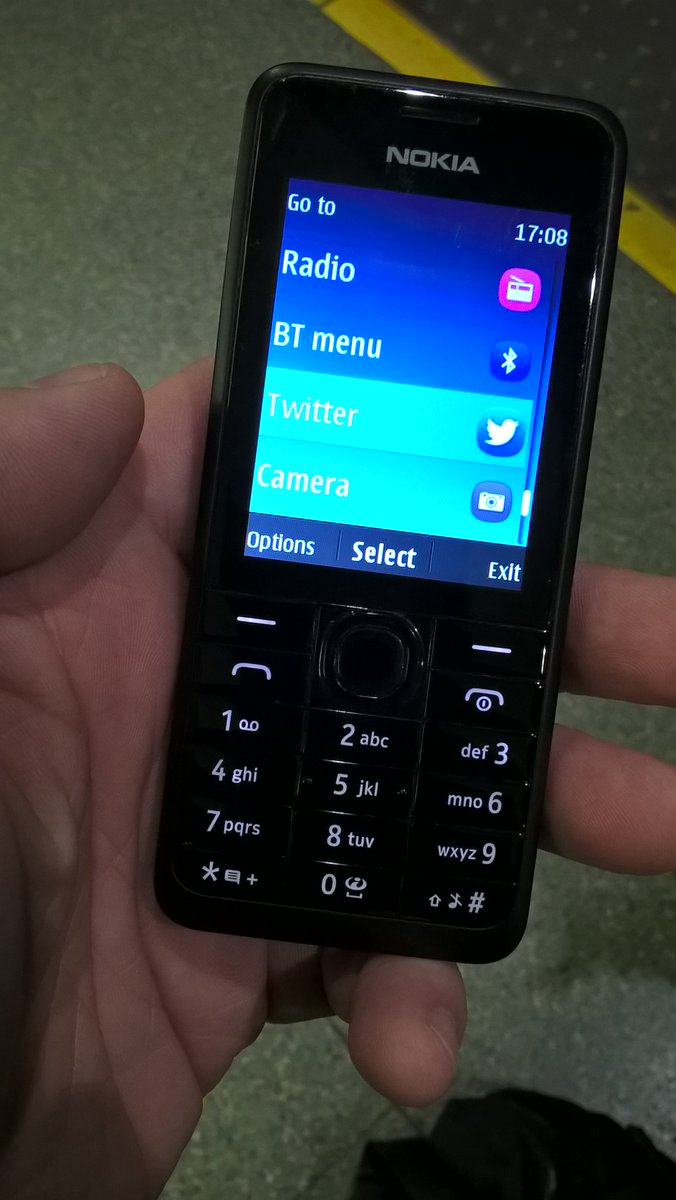 NOKIA
Go to
17:08
Radio
BT menu
Twitter
Camera
Options Select Exit
1 2 abc def 3
4 ghi 5 jkl mno 6
7 pqrs 8 tuv wxyz 9
* + 0 #